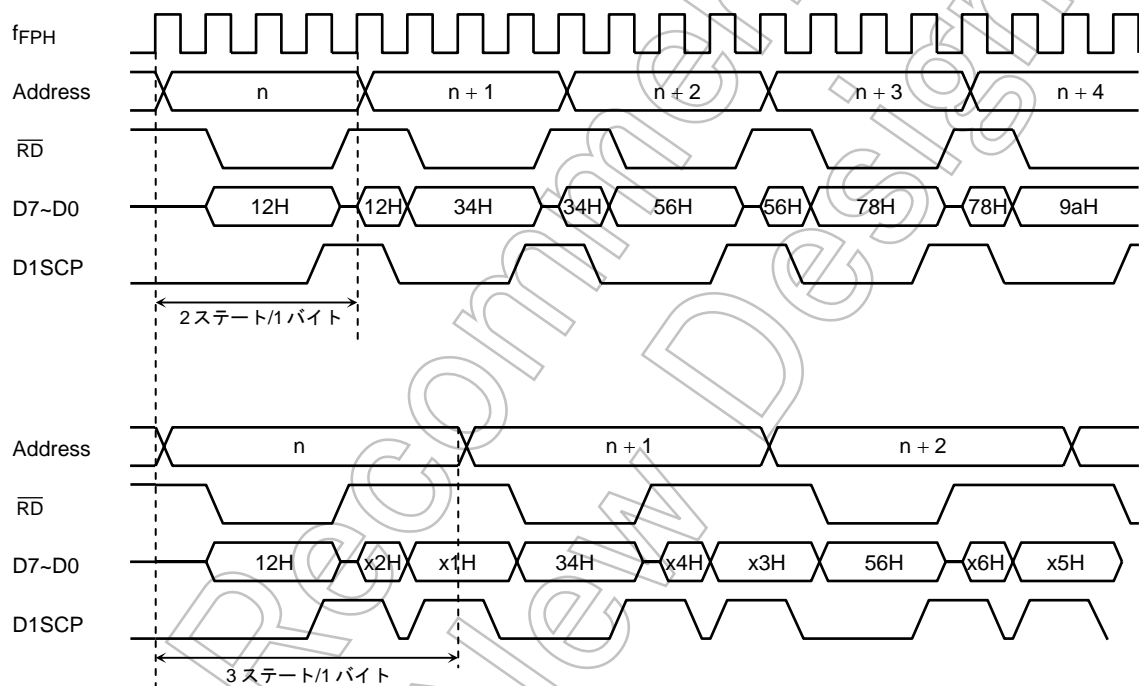 fFPH
Address n n + 1 n + 2 n + 3 n + 4
RD
D7~D0 12H 12H 34H 34H 56H 56H 78H 78H 9aH
D1SCP
2 ステート/1 バイト
Address n n + 1 n + 2
RD
D7~D0 12H x2H x1H 34H x4H x3H 56H x6H x5H
D1SCP
3 ステート/1 バイト